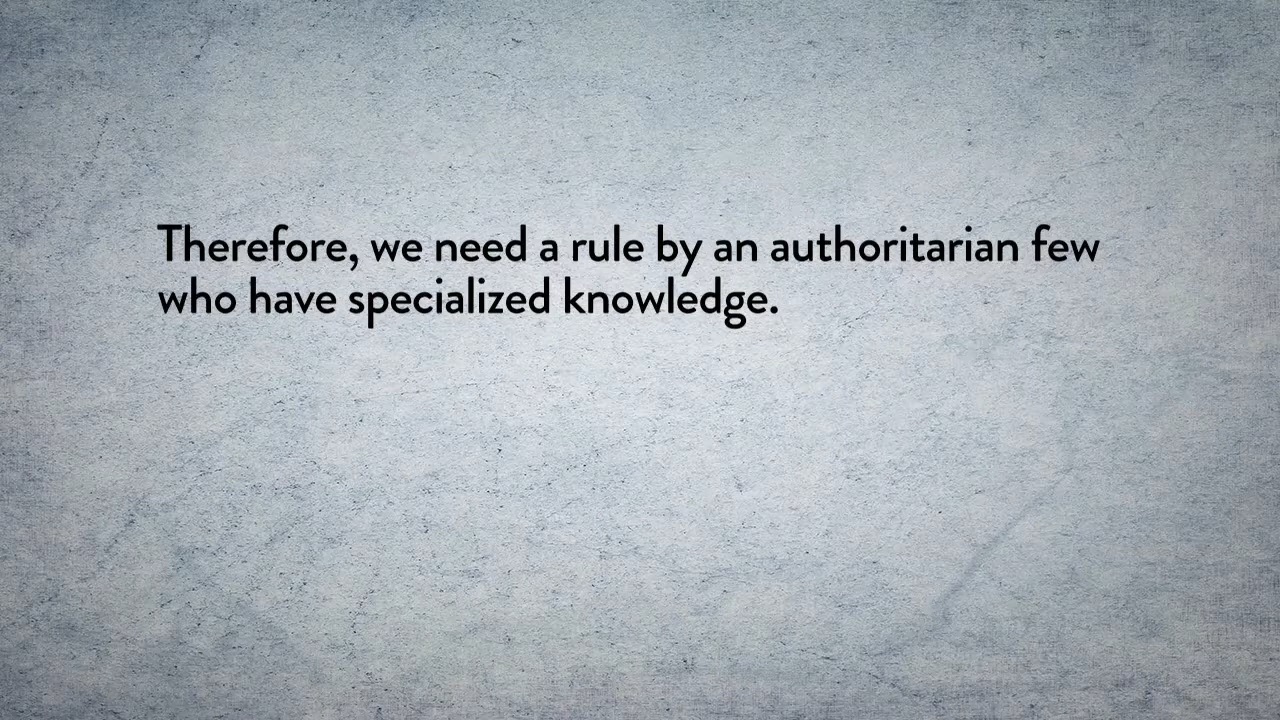 Therefore, we need a rule by an authoritarian few
who have specialized knowledge.